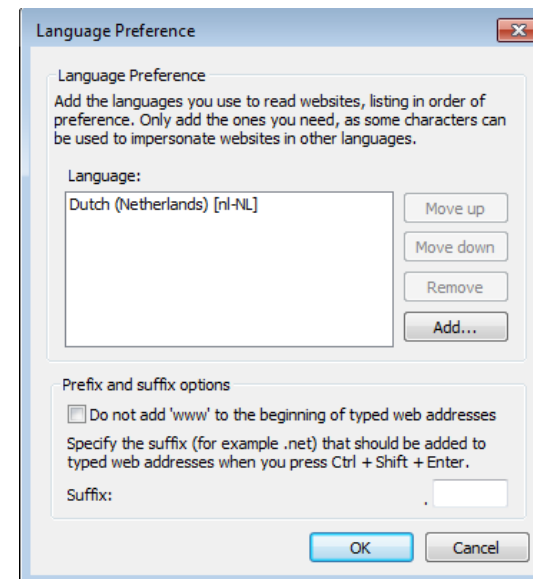 Language Preference
Language Preference
Add the languages you use to read websites, listing in order of
preference. Only add the ones you need, as some characters can
be used to impersonate websites in other languages.
Language:
Dutch (Netherlands) [nl-NL]
Move up
Move down
Remove
Add...
Prefix and suffix options
Do not add 'www' to the beginning of typed web addresses
Specify the suffix (for example .net) that should be added to
typed web addresses when you press Ctrl + Shift + Enter.
Suffix: .
OK
Cancel